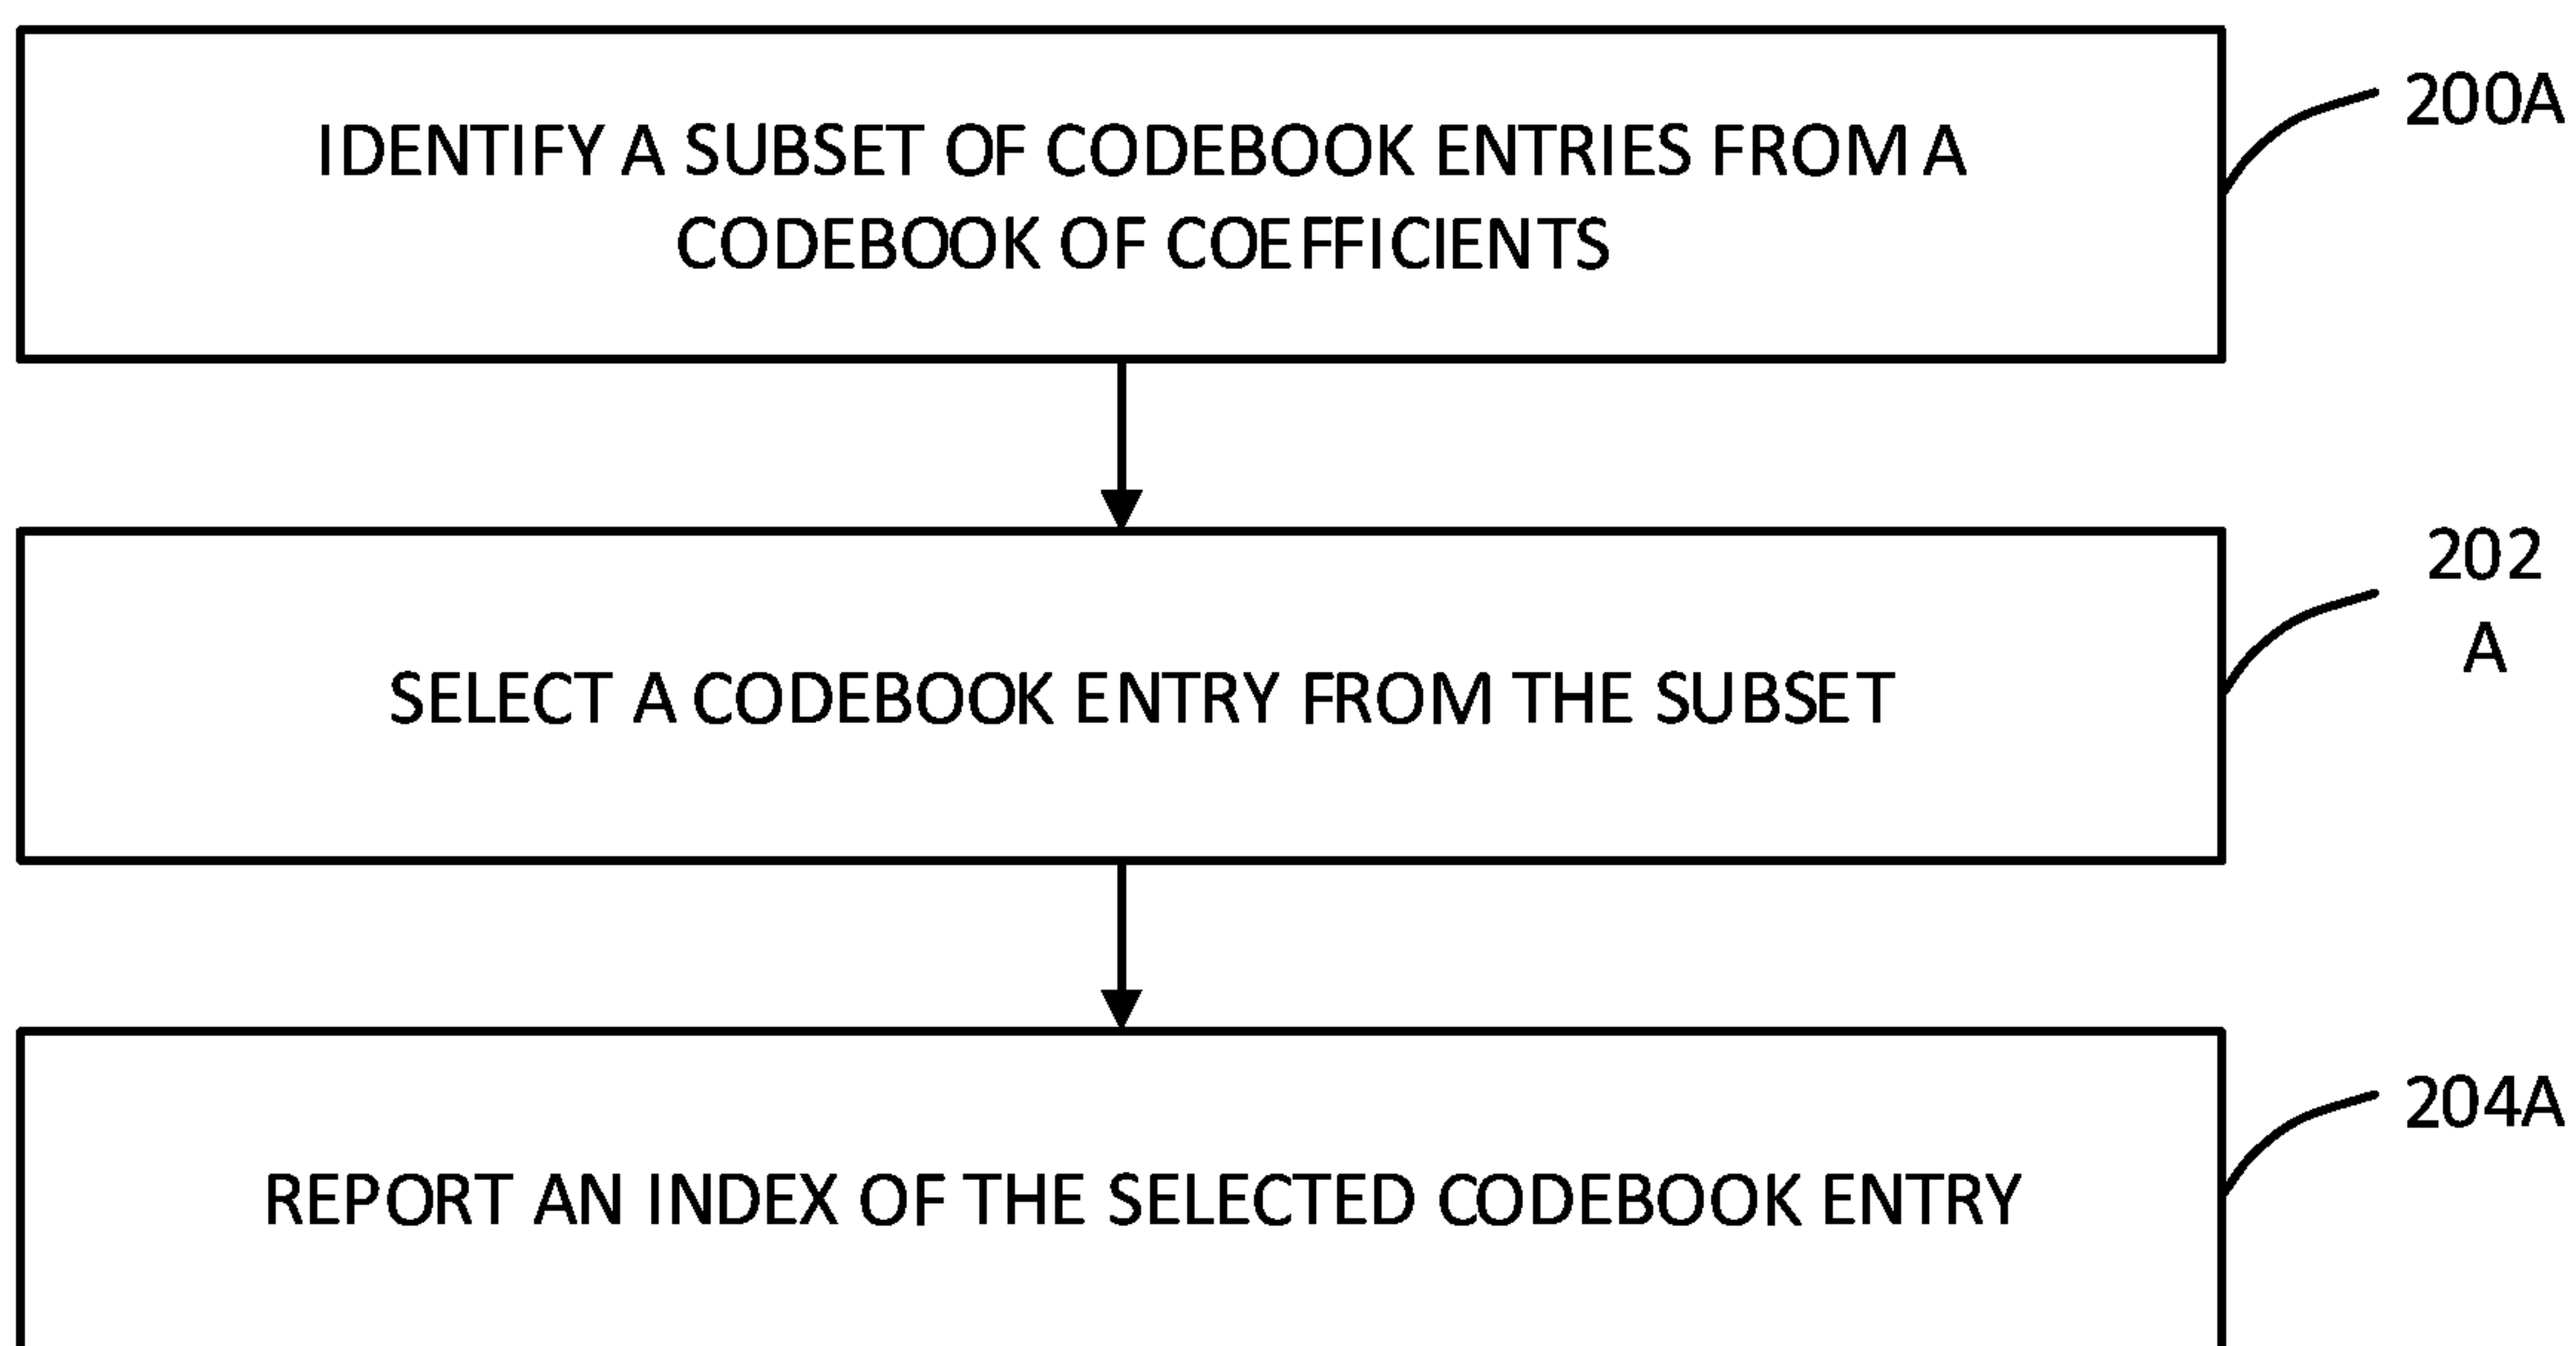 IDENTIFY A SUBSET OF CODEBOOK ENTRIES FROM A
CODEBOOK OF COEFFICIENTS
200A
SELECT A CODEBOOK ENTRY FROM THE SUBSET
202
A
REPORT AN INDEX OF THE SELECTED CODEBOOK ENTRY
204A